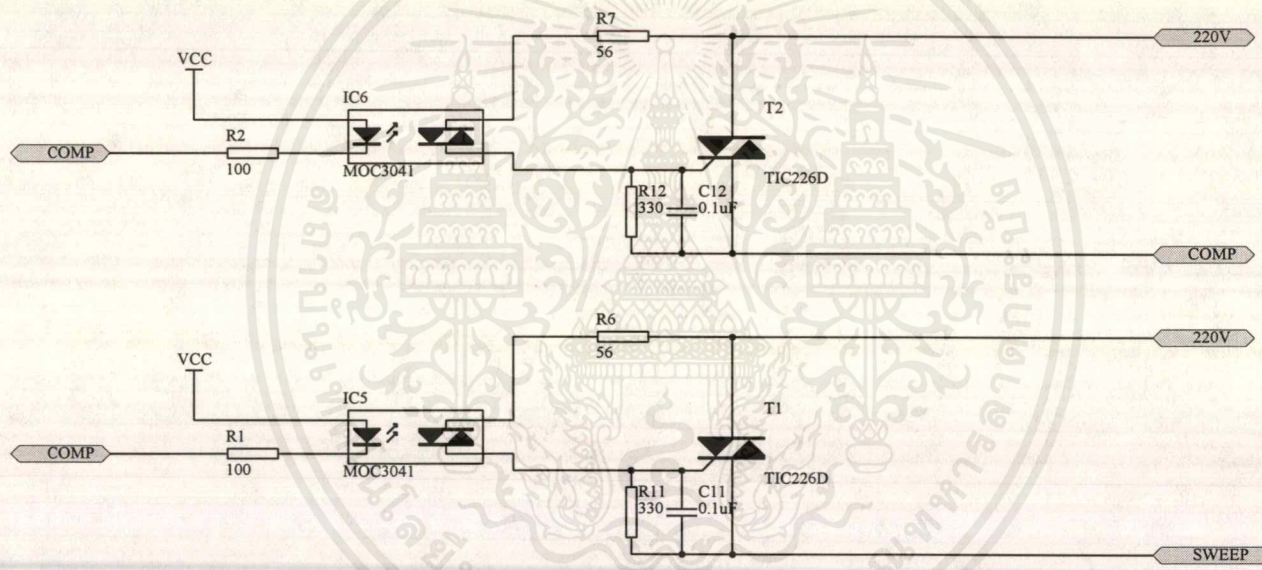 R7
56
220V
VCC
IC6
T2
R2
COMP
100
MOC3041
TIC226D
R12
330
C12
0.1uF
COMP
R6
56
220V
VCC
IC5
T1
R1
COMP
100
MOC3041
TIC226D
R11
330
C11
0.1uF
SWEEP